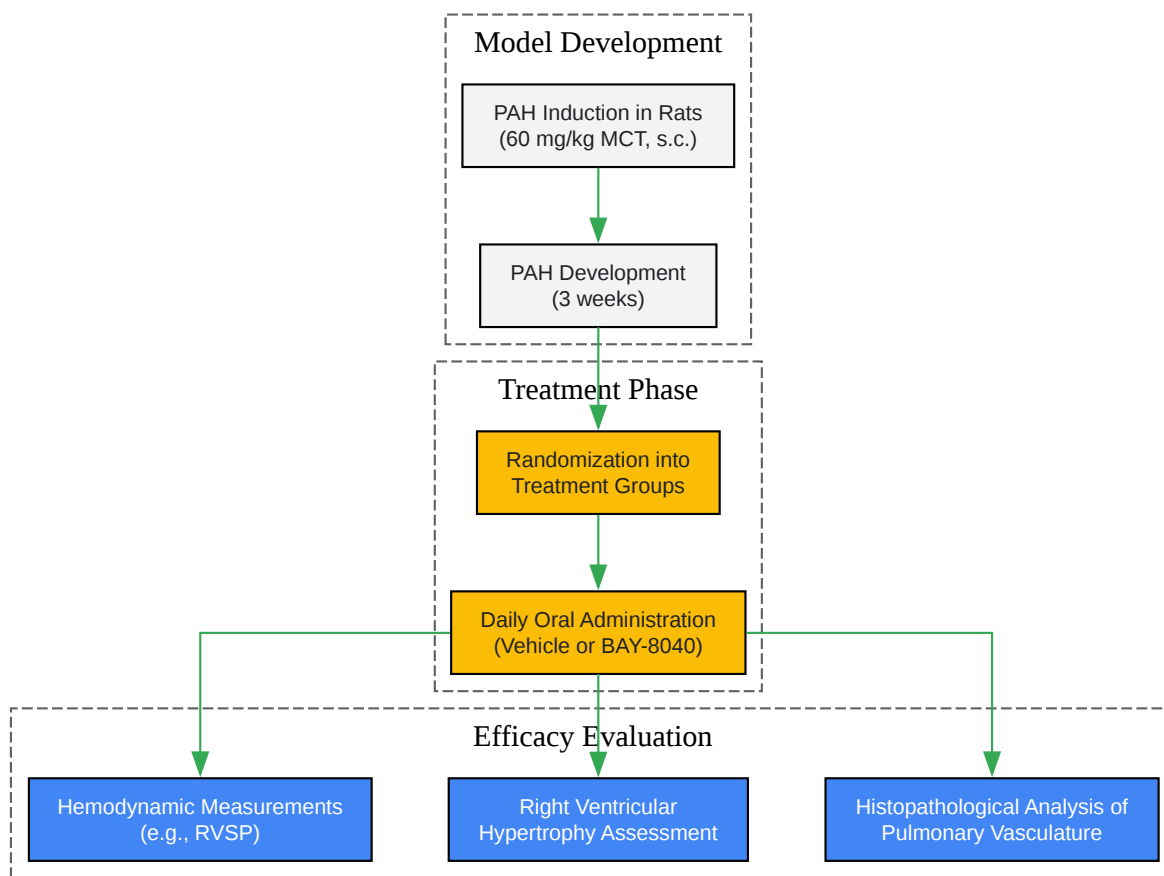 Model Development
PAH Induction in Rats
(60 mg/kg MCT, s.c.)
PAH Development
(3 weeks)
Treatment Phase
Randomization into
Treatment Groups
Daily Oral Administration
(Vehicle or BAY-8040)
Efficacy Evaluation
Hemodynamic Measurements
(e.g., RVSP)
Right Ventricular
Hypertrophy Assessment
Histopathological Analysis of
Pulmonary Vasculature